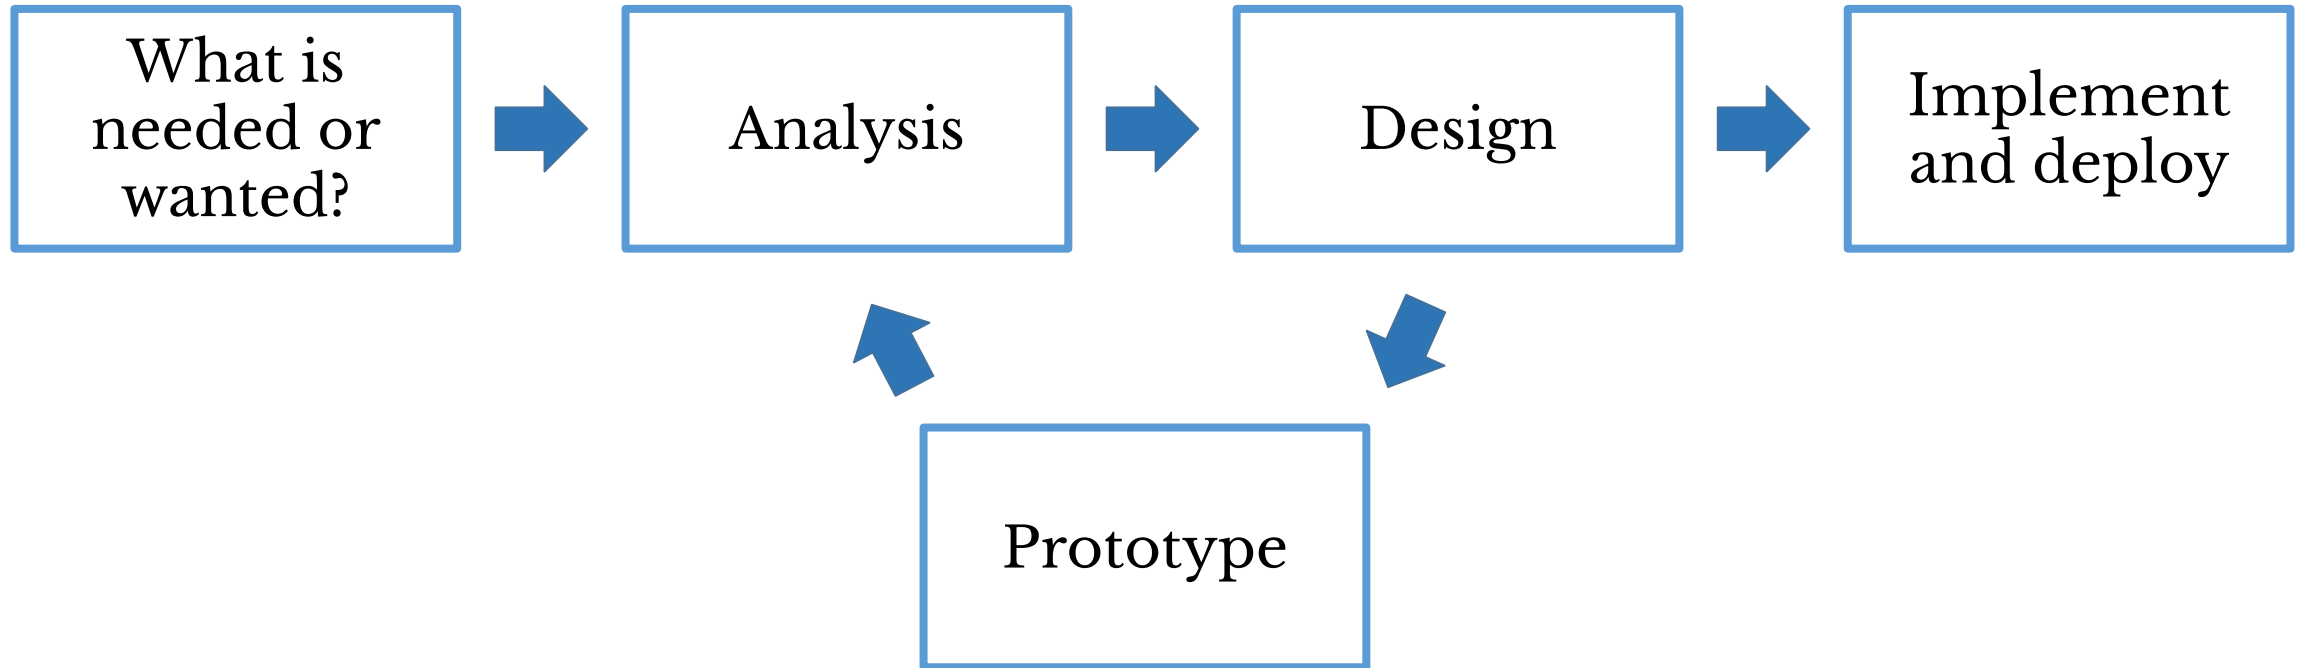 What is
needed or
wanted?
Analysis
Design
Implement
and deploy
Prototype